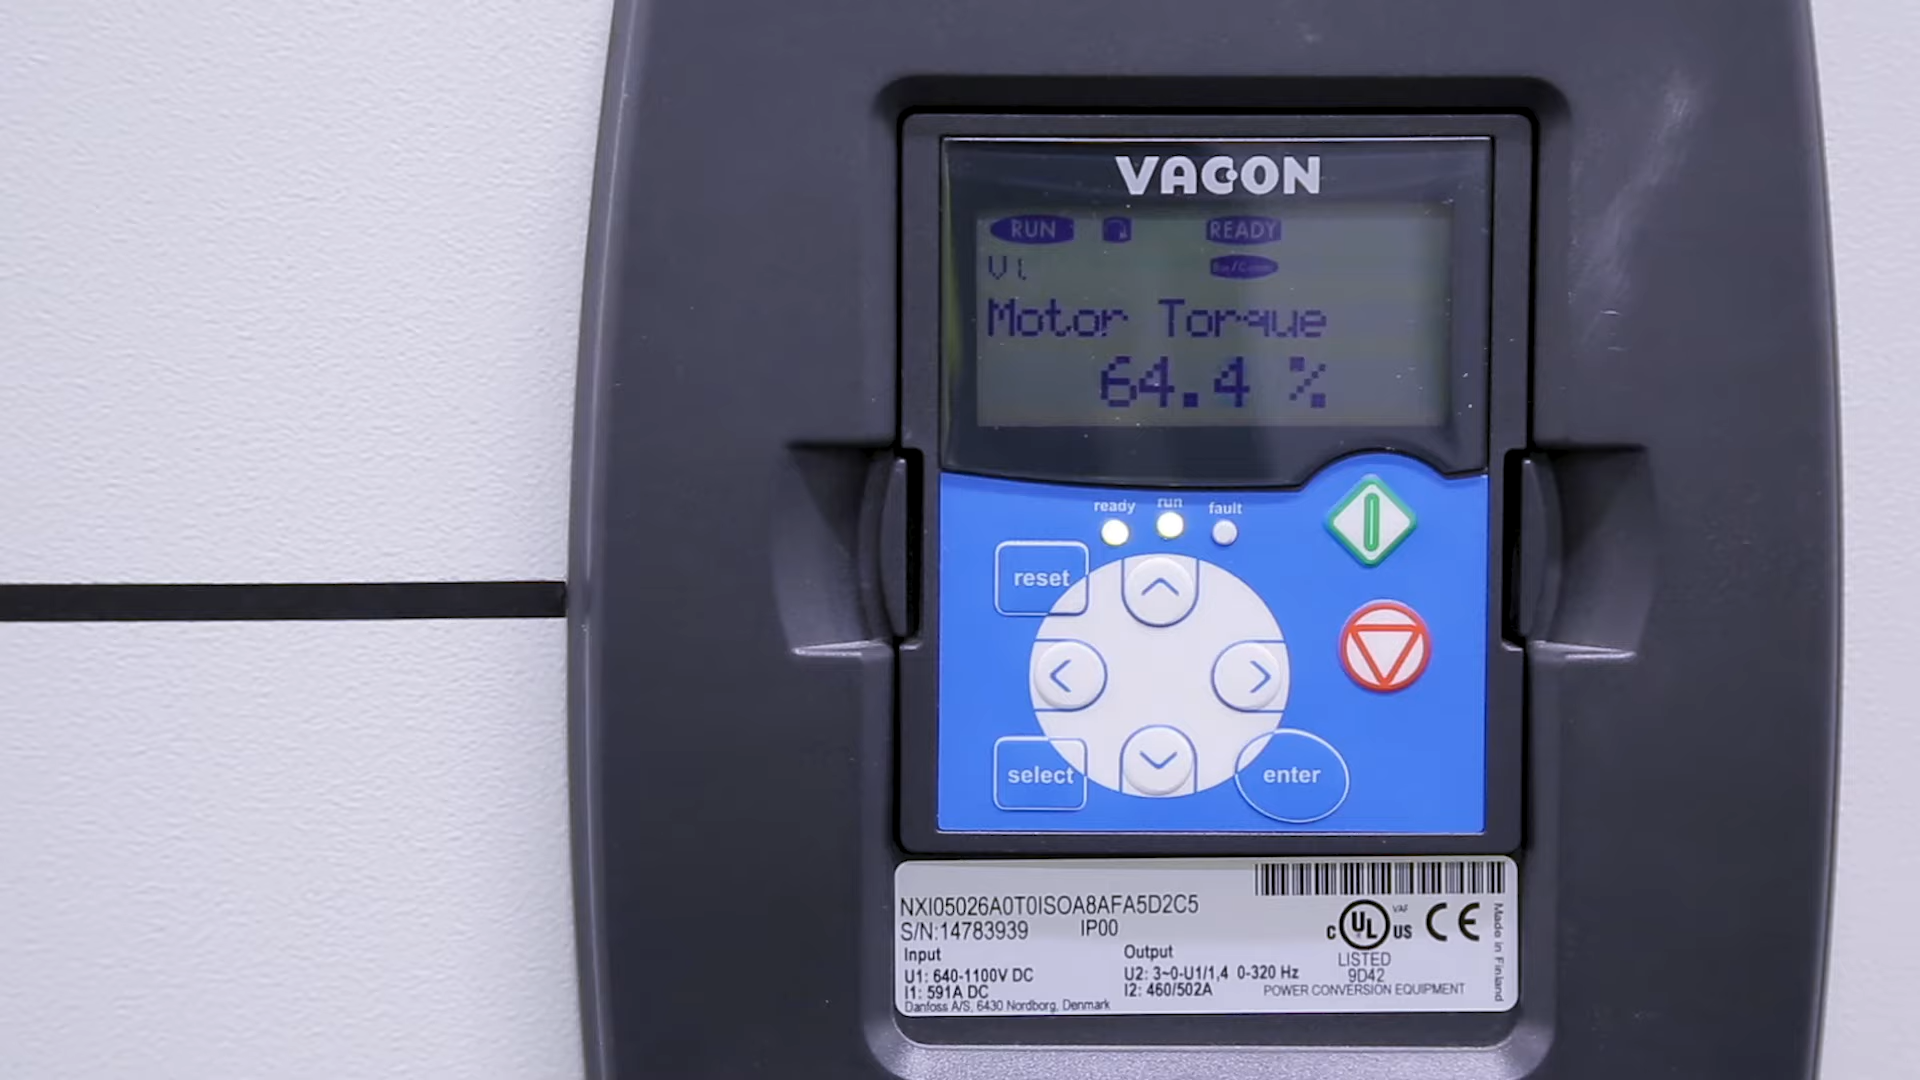 VACON
RUN READY
Motor Torque
64.4 %
ready run fault
reset
select
enter
NXI05026A0T0ISOA8AFA5D2C5
S/N:14783939 IP00
Input
U1: 640-1100V DC
I1: 591A DC
Output
U2: 3~0-U1/1,4 0-320 Hz
I2: 460/502A
Danfoss A/S, 6430 Nordborg, Denmark
C UL US
CE
LISTED
9D42
POWER CONVERSION EQUIPMENT
Made in Finland